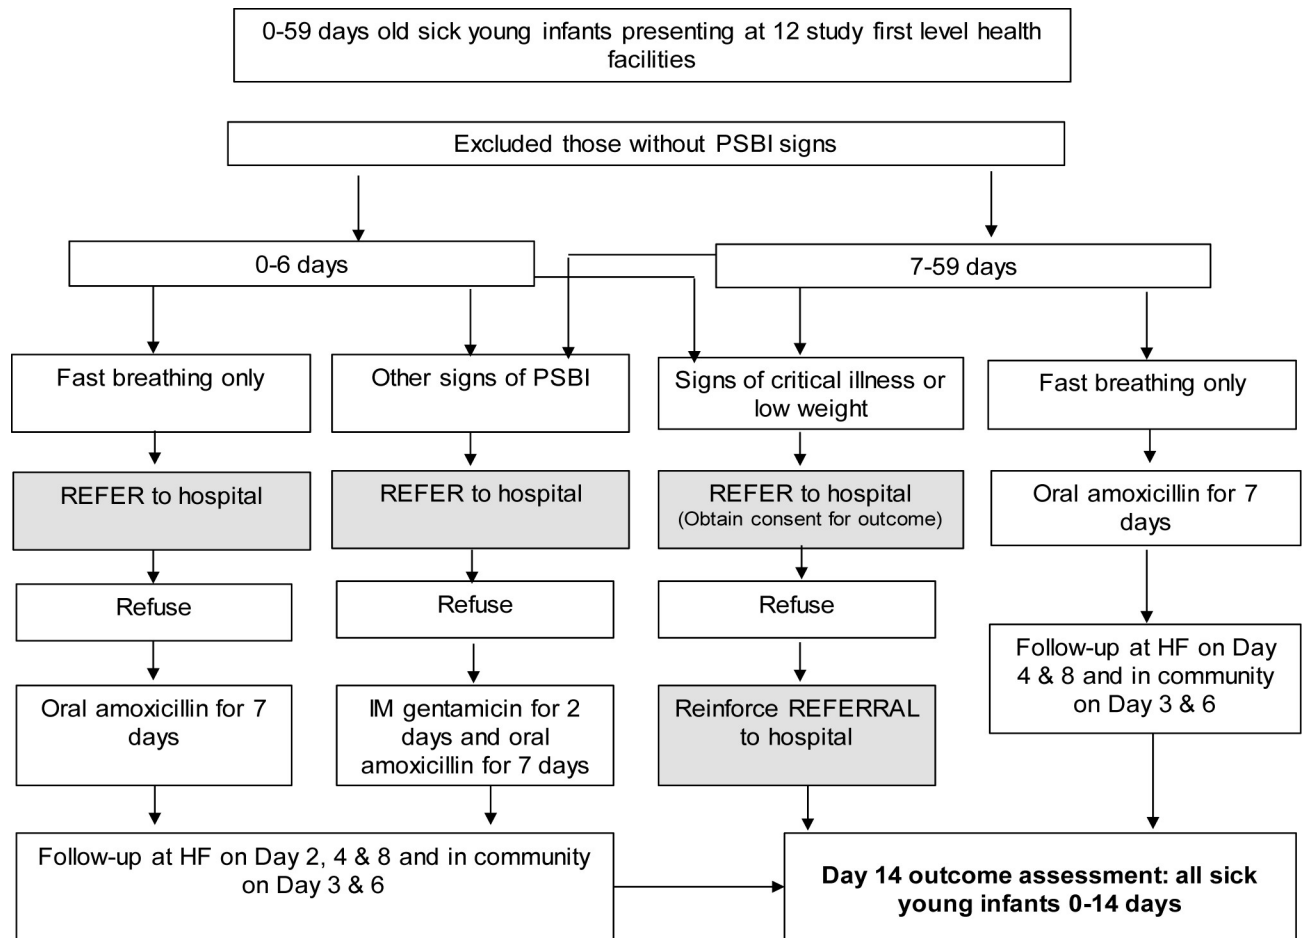 0-59 days old sick young infants presenting at 12 study first level health
facilities
Excluded those without PSBI signs
0-6 days
7-59 days
Fast breathing only
Other signs of PSBI
Signs of critical illness or
low weight
Fast breathing only
REFER to hospital
REFER to hospital
REFER to hospital
(Obtain consent for outcome)
Oral amoxicillin for 7
days
Refuse
Refuse
Refuse
Follow-up at HF on Day
4 & 8 and in community
on Day 3 & 6
Oral amoxicillin for 7
days
IM gentamicin for 2
days and oral
amoxicillin for 7 days
Reinforce REFERRAL
to hospital
Follow-up at HF on Day 2, 4 & 8 and in community
on Day 3 & 6
Day 14 outcome assessment: all sick
young infants 0-14 days